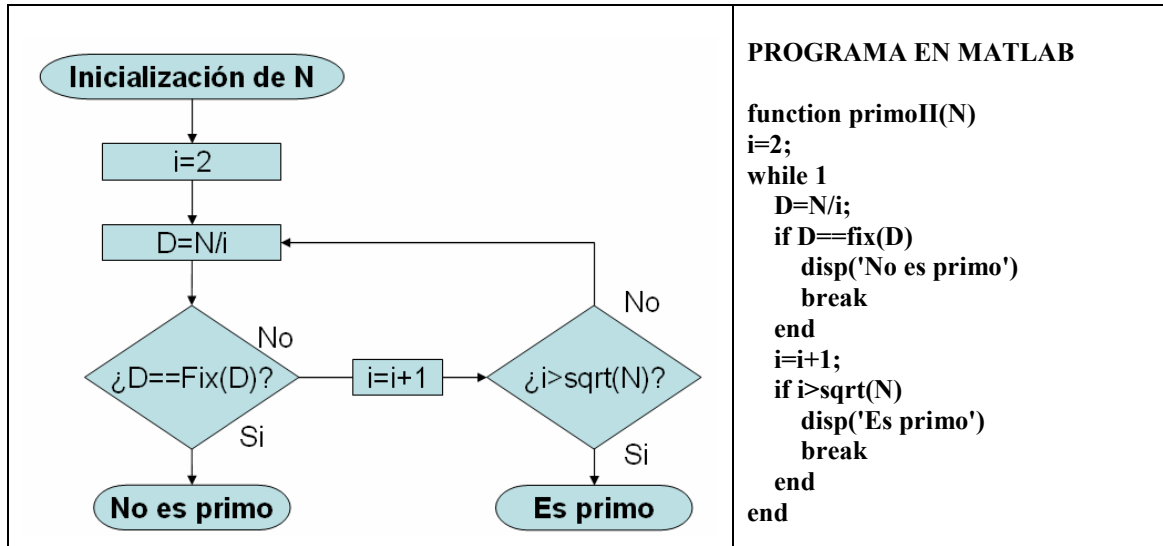 Inicialización de N
i=2
D=N/i
No
No
¿D==Fix(D)?
i=i+1
¿i>sqrt(N)?
Si
Si
No es primo
Es primo
PROGRAMA EN MATLAB
function primoII(N)
i=2;
while 1
D=N/i;
if D==fix(D)
disp('No es primo')
break
end
i=i+1;
if i>sqrt(N)
disp('Es primo')
break
end
end